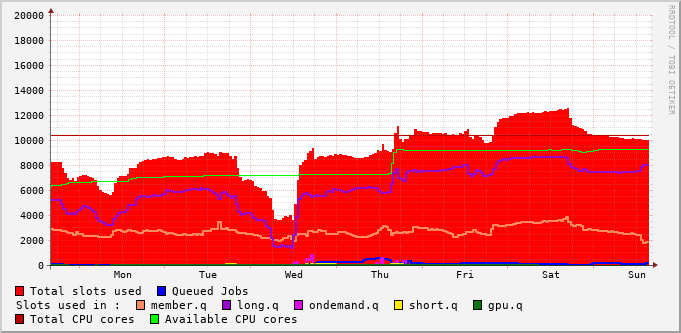 RRDTOOL / TOBI OETIKER
20000
18000
16000
14000
12000
10000
8000
6000
4000
2000
0
Mon Tue Wed Thu Fri Sat Sun
Total slots used Queued Jobs
Slots used in : member.q long.q ondemand.q short.q gpu.q
Total CPU cores Available CPU cores